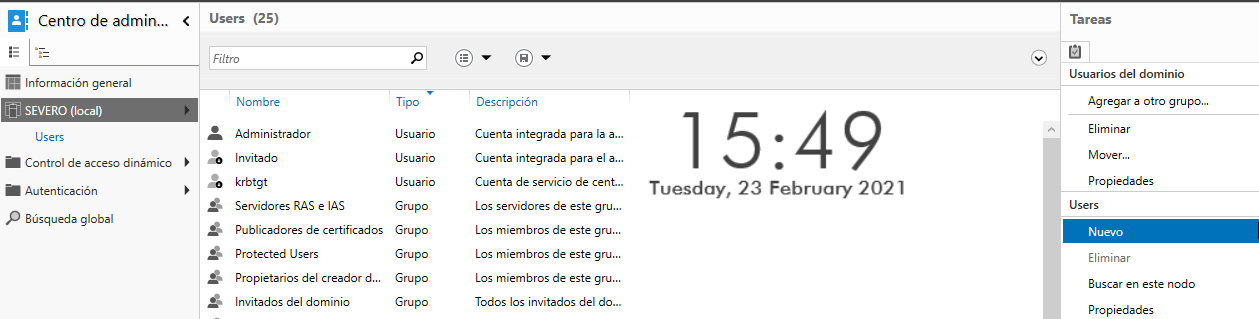 Centro de admin...
Información general
SEVERO (local)
Users
Control de acceso dinámico
Autenticación
Búsqueda global
Users (25)
Filtro
Nombre Tipo Descripción
Administrador Usuario Cuenta integrada para la a...
Invitado Usuario Cuenta integrada para el a...
krbtgt Usuario Cuenta de servicio de cent...
Servidores RAS e IAS Grupo Los servidores de este gru...
Publicadores de certificados Grupo Los miembros de este gru...
Protected Users Grupo Los miembros de este gru...
Propietarios del creador d... Grupo Los miembros de este gru...
Invitados del dominio Grupo Todos los invitados del do...
15:49
Tuesday, 23 February 2021
Tareas
Usuarios del dominio
Agregar a otro grupo...
Eliminar
Mover...
Propiedades
Users
Nuevo
Eliminar
Buscar en este nodo
Propiedades